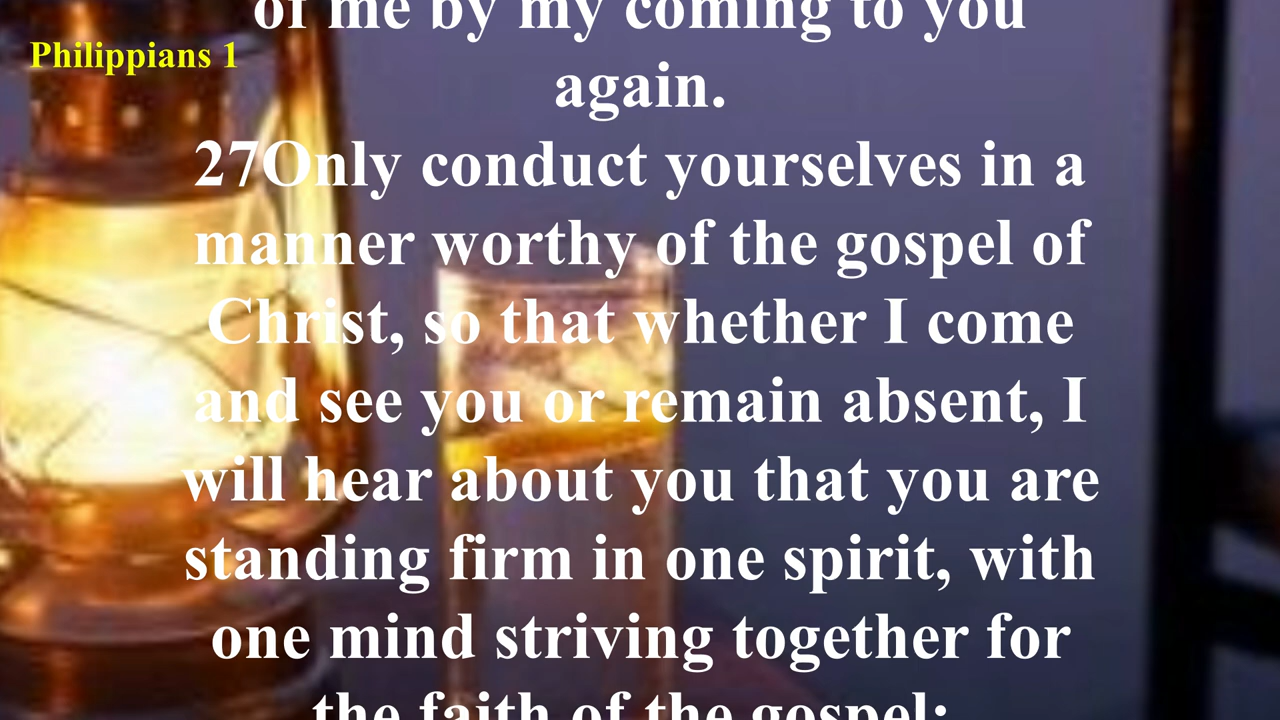 of me by my coming to you
Philippians 1
again.
27Only conduct yourselves in a
manner worthy of the gospel of
Christ, so that whether I come
and see you or remain absent, I
will hear about you that you are
standing firm in one spirit, with
one mind striving together for
the faith of the gospel;